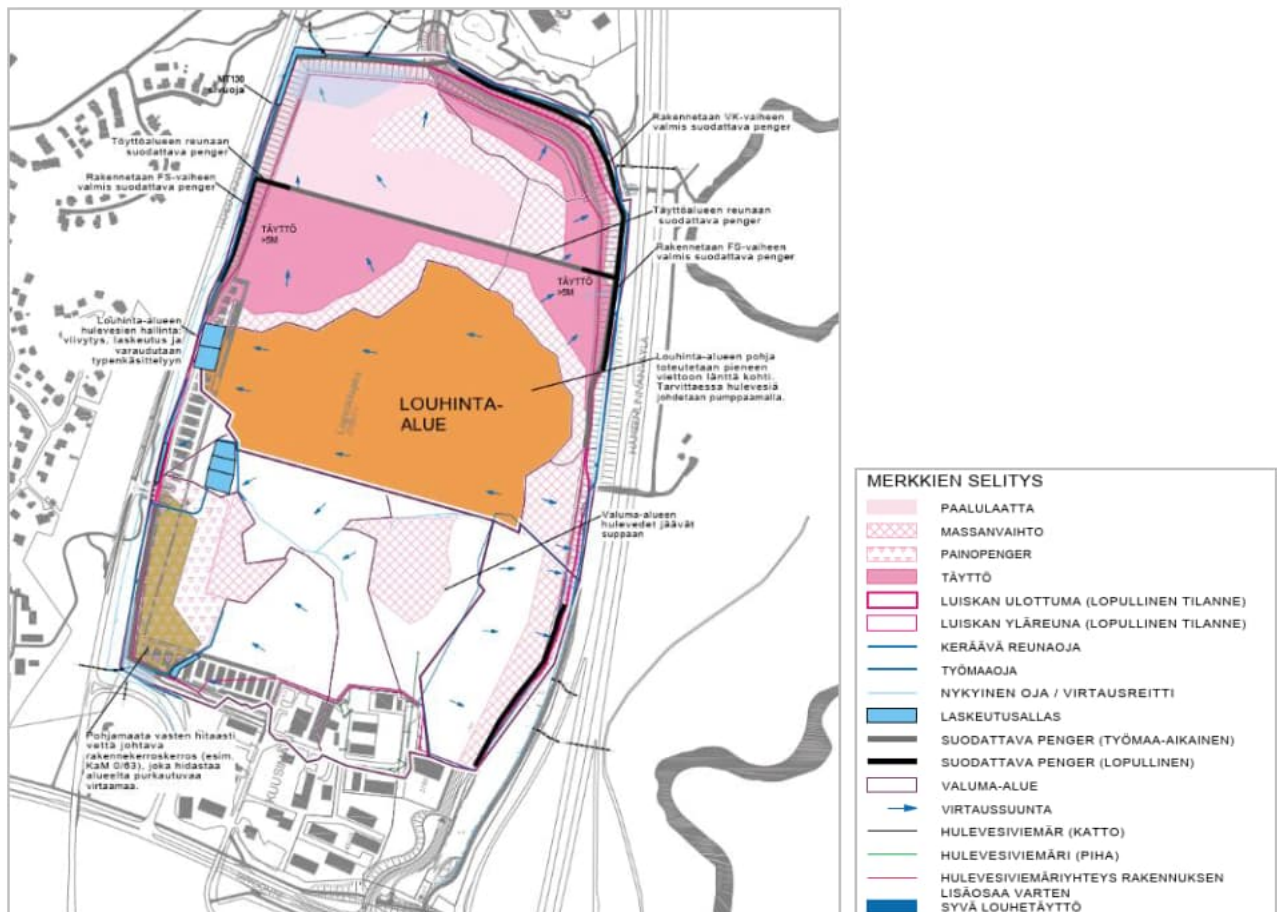 MT130
sivuoja
Täyttöalueen reunaan
suodattava penger
Rakennetaan FS-vaiheen
valmis suodattava penger
Rakennetaan VK-vaiheen
valmis suodattava penger
Täyttöalueen reunaan
suodattava penger
Rakennetaan FS-vaiheen
valmis suodattava penger
TÄYTTÖ
>5M
TÄYTTÖ
>5M
Louhinta-alueen
hulevesien hallinta:
viivytys, laskeutus ja
varaudutaan
typenkäsittelyyn
Louhinta-alueen pohja
toteutetaan pieneen
viettoon länttä kohti.
Tarvittaessa hulevesiä
johdetaan pumppaamalla.
LOUHINTA-
ALUE
HÄMEENLINNANVÄYLÄ
Valuma-alueen
hulevedet jäävät
suppaan
Pohjamaata vasten hitaasti
vettä johtava
rakennekerroskerros (esim.
KaM 0/63), joka hidastaa
alueelta purkautuvaa
virtaamaa.
MERKKIEN SELITYS
PAALULAATTA
MASSANVAIHTO
PAINOPENGER
TÄYTTÖ
LUISKAN ULOTTUMA (LOPULLINEN TILANNE)
LUISKAN YLÄREUNA (LOPULLINEN TILANNE)
KERÄÄVÄ REUNAOJA
TYÖMAAOJA
NYKYINEN OJA / VIRTAUSREITTI
LASKEUTUSALLAS
SUODATTAVA PENGER (TYÖMAA-AIKAINEN)
SUODATTAVA PENGER (LOPULLINEN)
VALUMA-ALUE
VIRTAUSSUUNTA
HULEVESIVIEMÄR (KATTO)
HULEVESIVIEMÄRI (PIHA)
HULEVESIVIEMÄRIYHTEYS RAKENNUKSEN
LISÄOSAA VARTEN
SYVÄ LOUHETÄYTTÖ